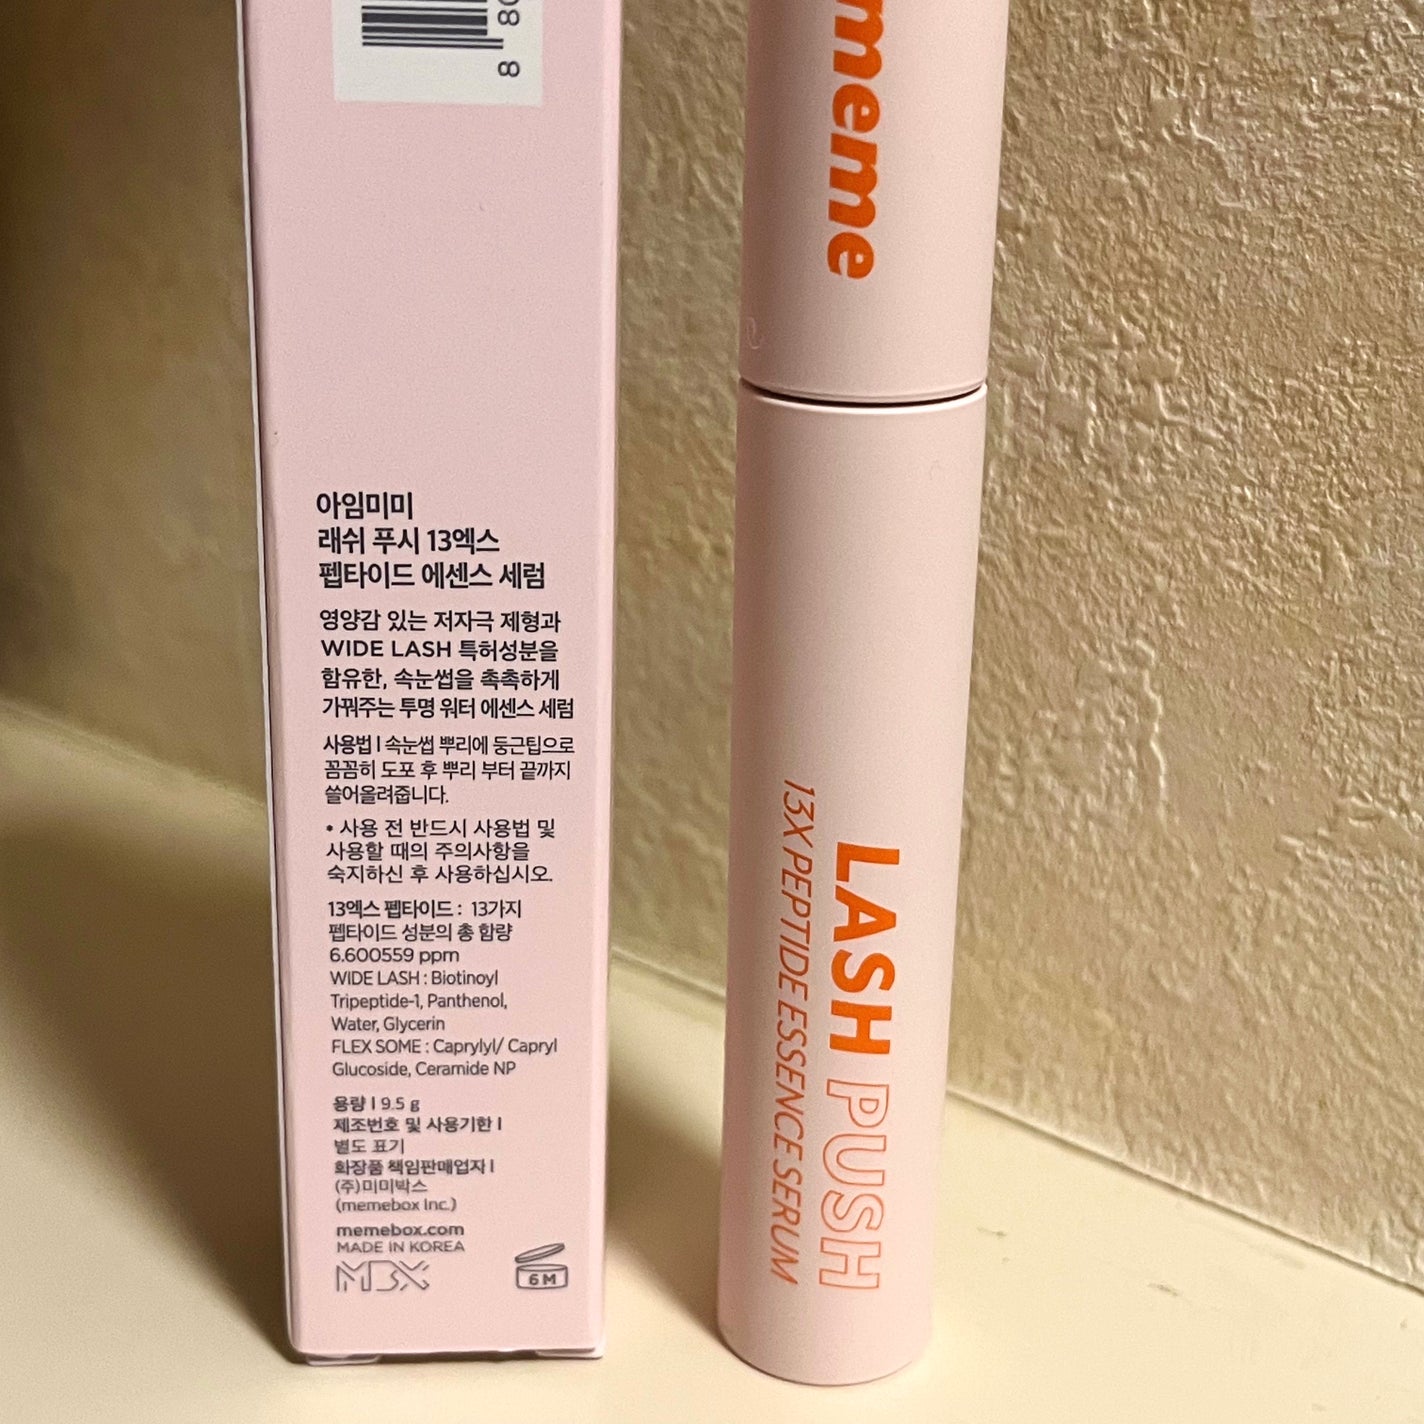 8 80
아임미미
래쉬 푸시 13엑스
펩타이드 에센스 세럼
영양감 있는 저자극 제형과
WIDE LASH 특허성분을
함유한, 속눈썹을 촉촉하게
가꿔주는 투명 워터 에센스 세럼
사용법 | 속눈썹 뿌리에 둥근팁으로
꼼꼼히 도포 후 뿌리 부터 끝까지
쓸어올려줍니다.
* 사용 전 반드시 사용법 및
사용할 때의 주의사항을
숙지하신 후 사용하십시오.
13엑스 펩타이드 : 13가지
펩타이드 성분의 총 함량
6.600559 ppm
WIDE LASH : Biotinoyl
Tripeptide-1, Panthenol,
Water, Glycerin
FLEX SOME : Caprylyl/ Capryl
Glucoside, Ceramide NP
용량 | 9.5 g
제조번호 및 사용기한 |
별도 표기
화장품 책임판매업자 |
(주)미미박스
(memebox Inc.)
memebox.com
MADE IN KOREA
MBX
6M
meme
LASH PUSH
13X PEPTIDE ESSENCE SERUM